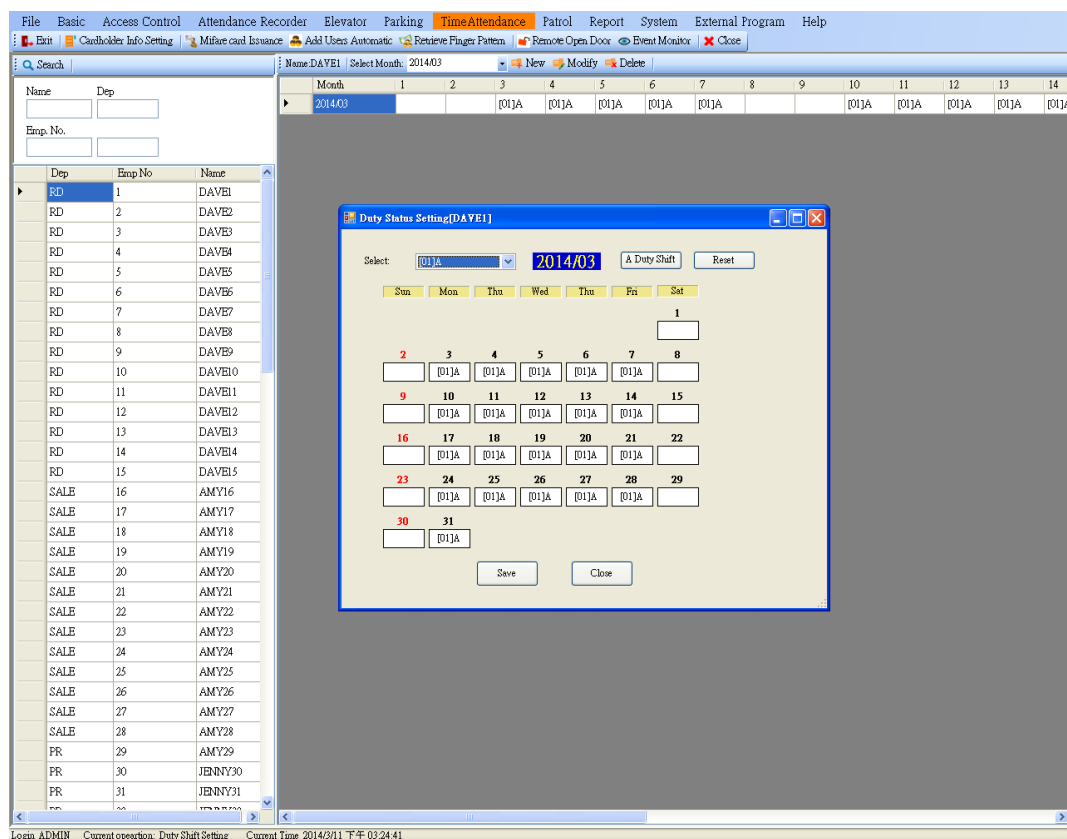 File Basic Access Control Attendance Recorder Elevator Parking TimeAttendance Patrol Report System External Program Help
Exit Cardholder Info Setting Mifare card Issuance Add Users Automatic Retrieve Finger Pattern Remote Open Door Event Monitor Close
Search
Name:DAVE1 Select Month: 2014/03 New Modify Delete
Name Dep
Emp. No.
Month 1 2 3 4 5 6 7 8 9 10 11 12 13 14
2014/03 [01]A [01]A [01]A [01]A [01]A [01]A [01]A [01]A [01]A [01]A
Dep Emp No Name
RD 1 DAVE1
RD 2 DAVE2
RD 3 DAVE3
RD 4 DAVE4
RD 5 DAVE5
RD 6 DAVE6
RD 7 DAVE7
RD 8 DAVE8
RD 9 DAVE9
RD 10 DAVE10
RD 11 DAVE11
RD 12 DAVE12
RD 13 DAVE13
RD 14 DAVE14
RD 15 DAVE15
SALE 16 AMY16
SALE 17 AMY17
SALE 18 AMY18
SALE 19 AMY19
SALE 20 AMY20
SALE 21 AMY21
SALE 22 AMY22
SALE 23 AMY23
SALE 24 AMY24
SALE 25 AMY25
SALE 26 AMY26
SALE 27 AMY27
SALE 28 AMY28
PR 29 AMY29
PR 30 JENNY30
PR 31 JENNY31
Duty Status Setting[DAVE1]
Select: [01]A 2014/03 A Duty Shift Reset
Sun Mon Thu Wed Thu Fri Sat
1
2 3 4 5 6 7 8
[01]A [01]A [01]A [01]A [01]A
9 10 11 12 13 14 15
[01]A [01]A [01]A [01]A [01]A
16 17 18 19 20 21 22
[01]A [01]A [01]A [01]A [01]A
23 24 25 26 27 28 29
[01]A [01]A [01]A [01]A [01]A
30 31
[01]A
Save Close
Login ADMIN Current opeartion: Duty Shift Setting Current Time 2014/3/11 下午 03:24:41